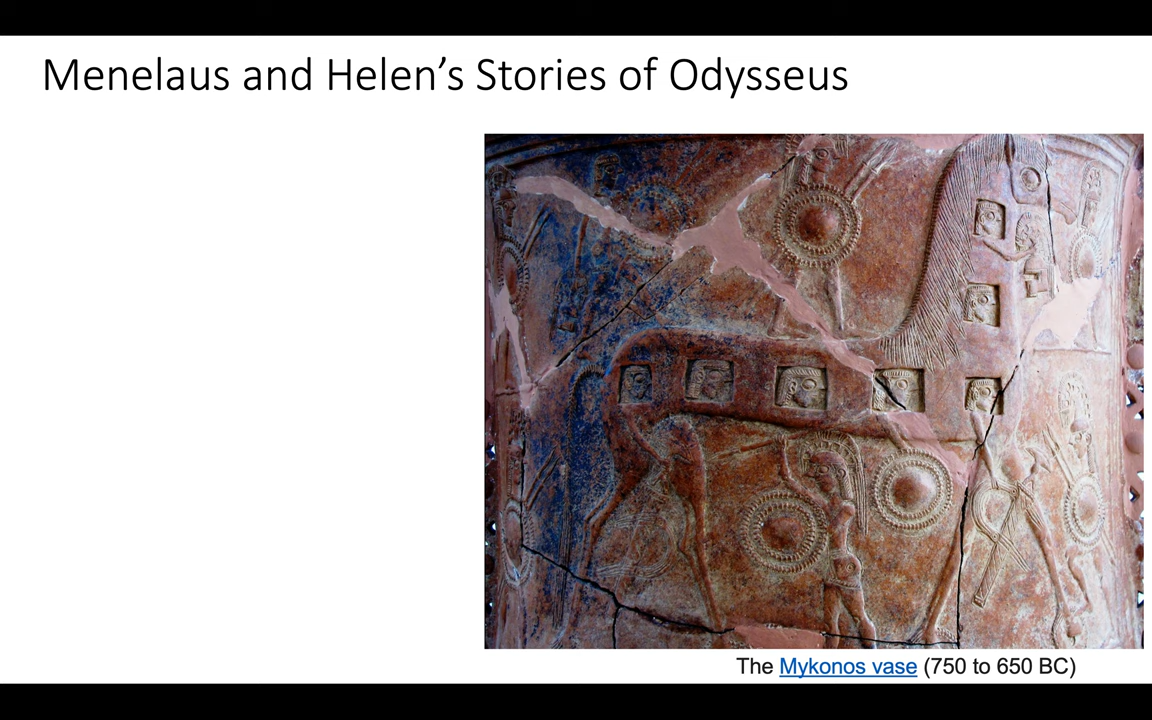 Menelaus and Helen’s Stories of Odysseus
The Mykonos vase (750 to 650 BC)